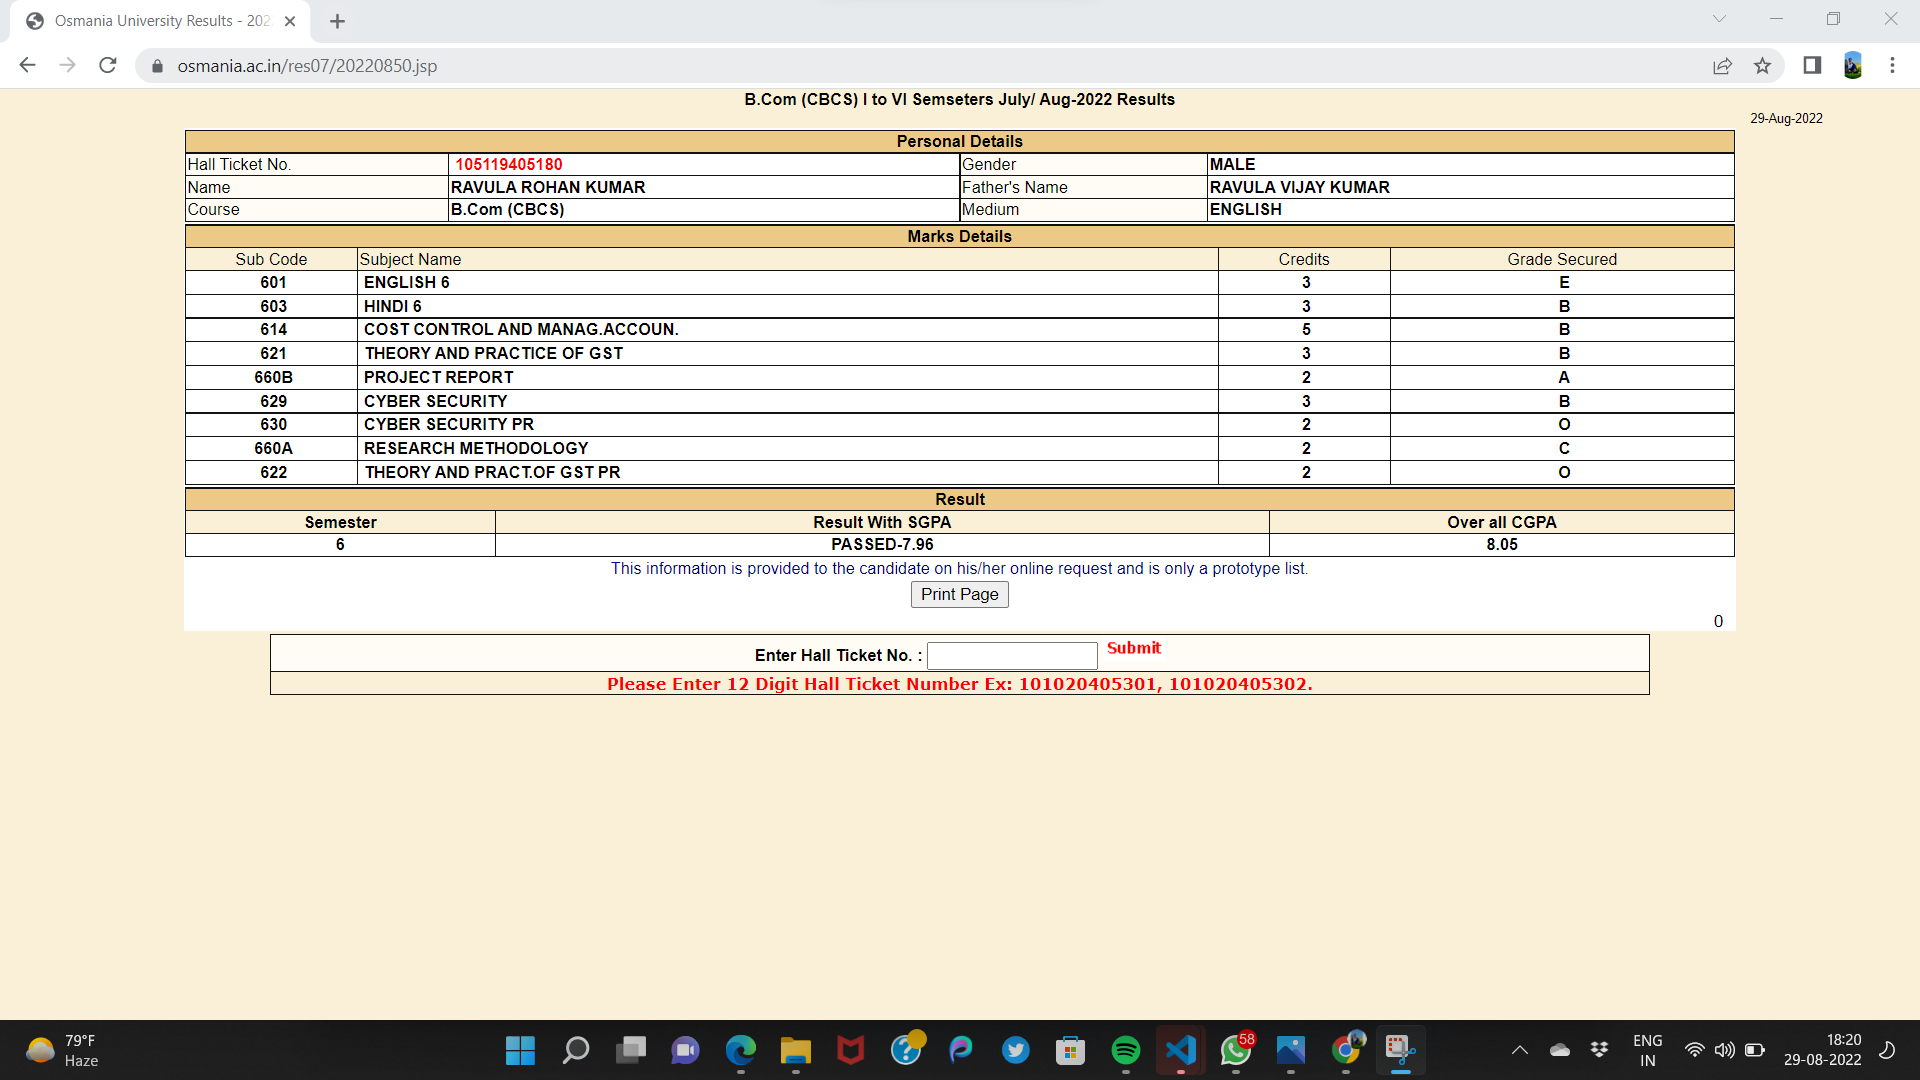 Osmania University Results - 202
osmania.ac.in/res07/20220850.jsp
B.Com (CBCS) I to VI Semseters July/ Aug-2022 Results
29-Aug-2022
Personal Details
Hall Ticket No. 105119405180 Gender MALE
Name RAVULA ROHAN KUMAR Father's Name RAVULA VIJAY KUMAR
Course B.Com (CBCS) Medium ENGLISH
Marks Details
Sub Code Subject Name Credits Grade Secured
601 ENGLISH 6 3 E
603 HINDI 6 3 B
614 COST CONTROL AND MANAG.ACCOUN. 5 B
621 THEORY AND PRACTICE OF GST 3 B
660B PROJECT REPORT 2 A
629 CYBER SECURITY 3 B
630 CYBER SECURITY PR 2 O
660A RESEARCH METHODOLOGY 2 C
622 THEORY AND PRACT.OF GST PR 2 O
Result
Semester Result With SGPA Over all CGPA
6 PASSED-7.96 8.05
This information is provided to the candidate on his/her online request and is only a prototype list.
Print Page
0
Enter Hall Ticket No. : Submit
Please Enter 12 Digit Hall Ticket Number Ex: 101020405301, 101020405302.
79°F
Haze
58
ENG
IN
18:20
29-08-2022